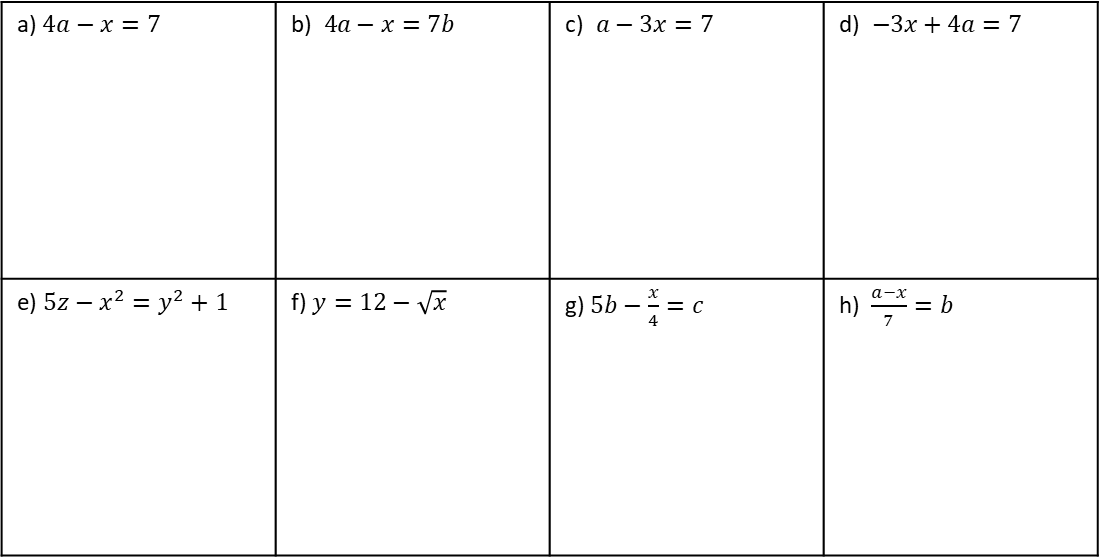 a) 4a − x = 7
b) 4a − x = 7b
c) a − 3x = 7
d) −3x + 4a = 7
e) 5z − x² = y² + 1
f) y = 12 − √x
g) 5b − x/4 = c
h) (a−x)/7 = b